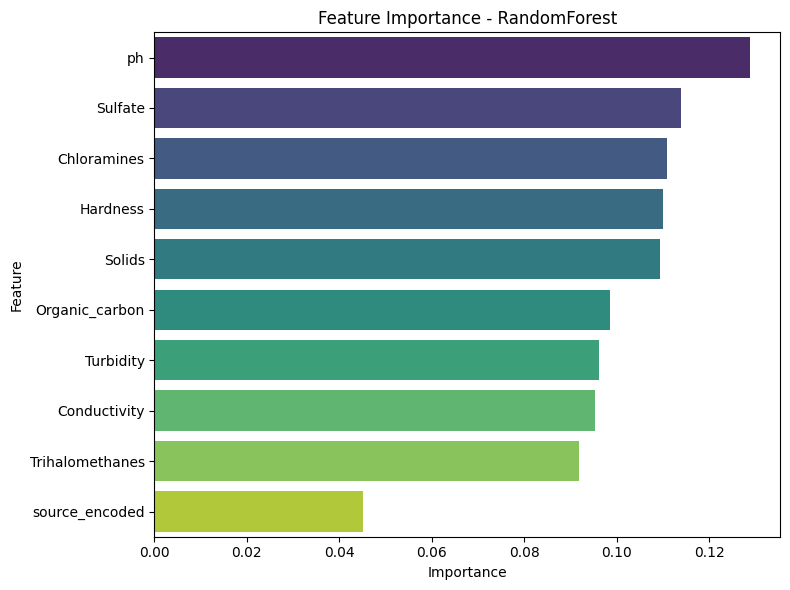 Feature Importance - RandomForest
ph
Sulfate
Chloramines
Hardness
Solids
Organic_carbon
Turbidity
Conductivity
Trihalomethanes
source_encoded
Feature
0.00 0.02 0.04 0.06 0.08 0.10 0.12
Importance